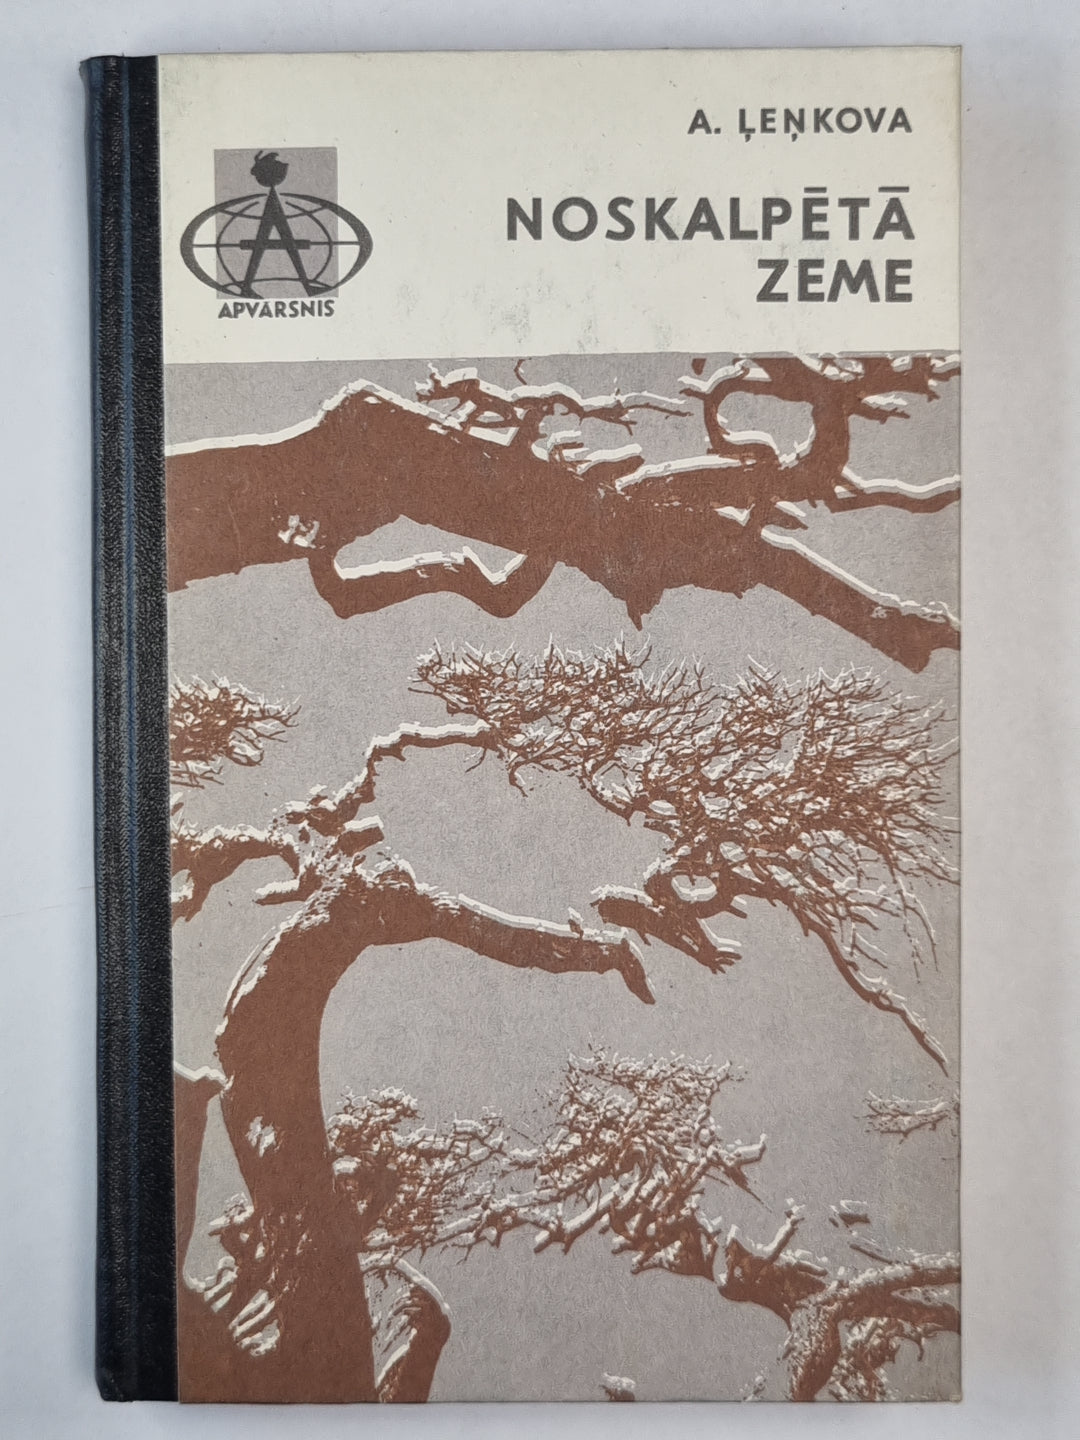 A. ĻEŅKOVA
NOSKALPĒTĀ
ZEME
APVĀRSNIS